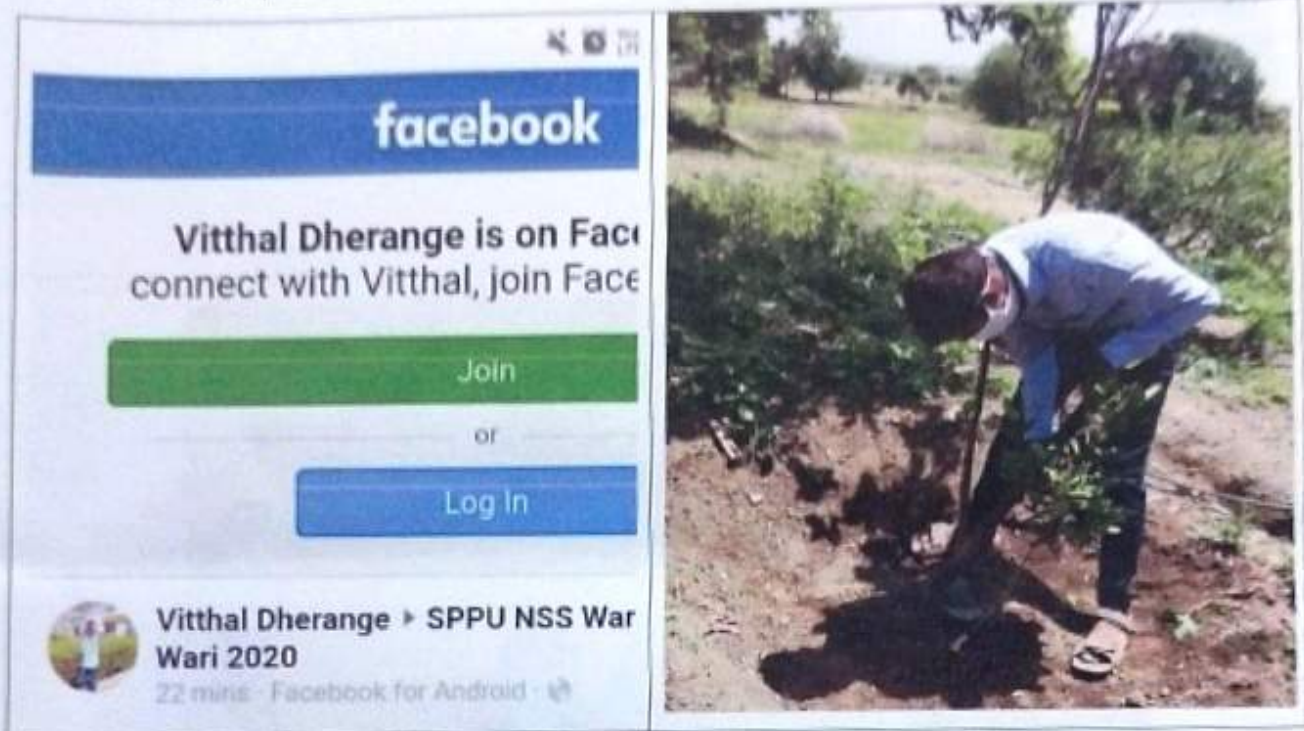 facebook
Vitthal Dherange is on Face
connect with Vitthal, join Face
Join
or
Log In
Vitthal Dherange ▸ SPPU NSS War
Wari 2020
22 mins · Facebook for Android ·